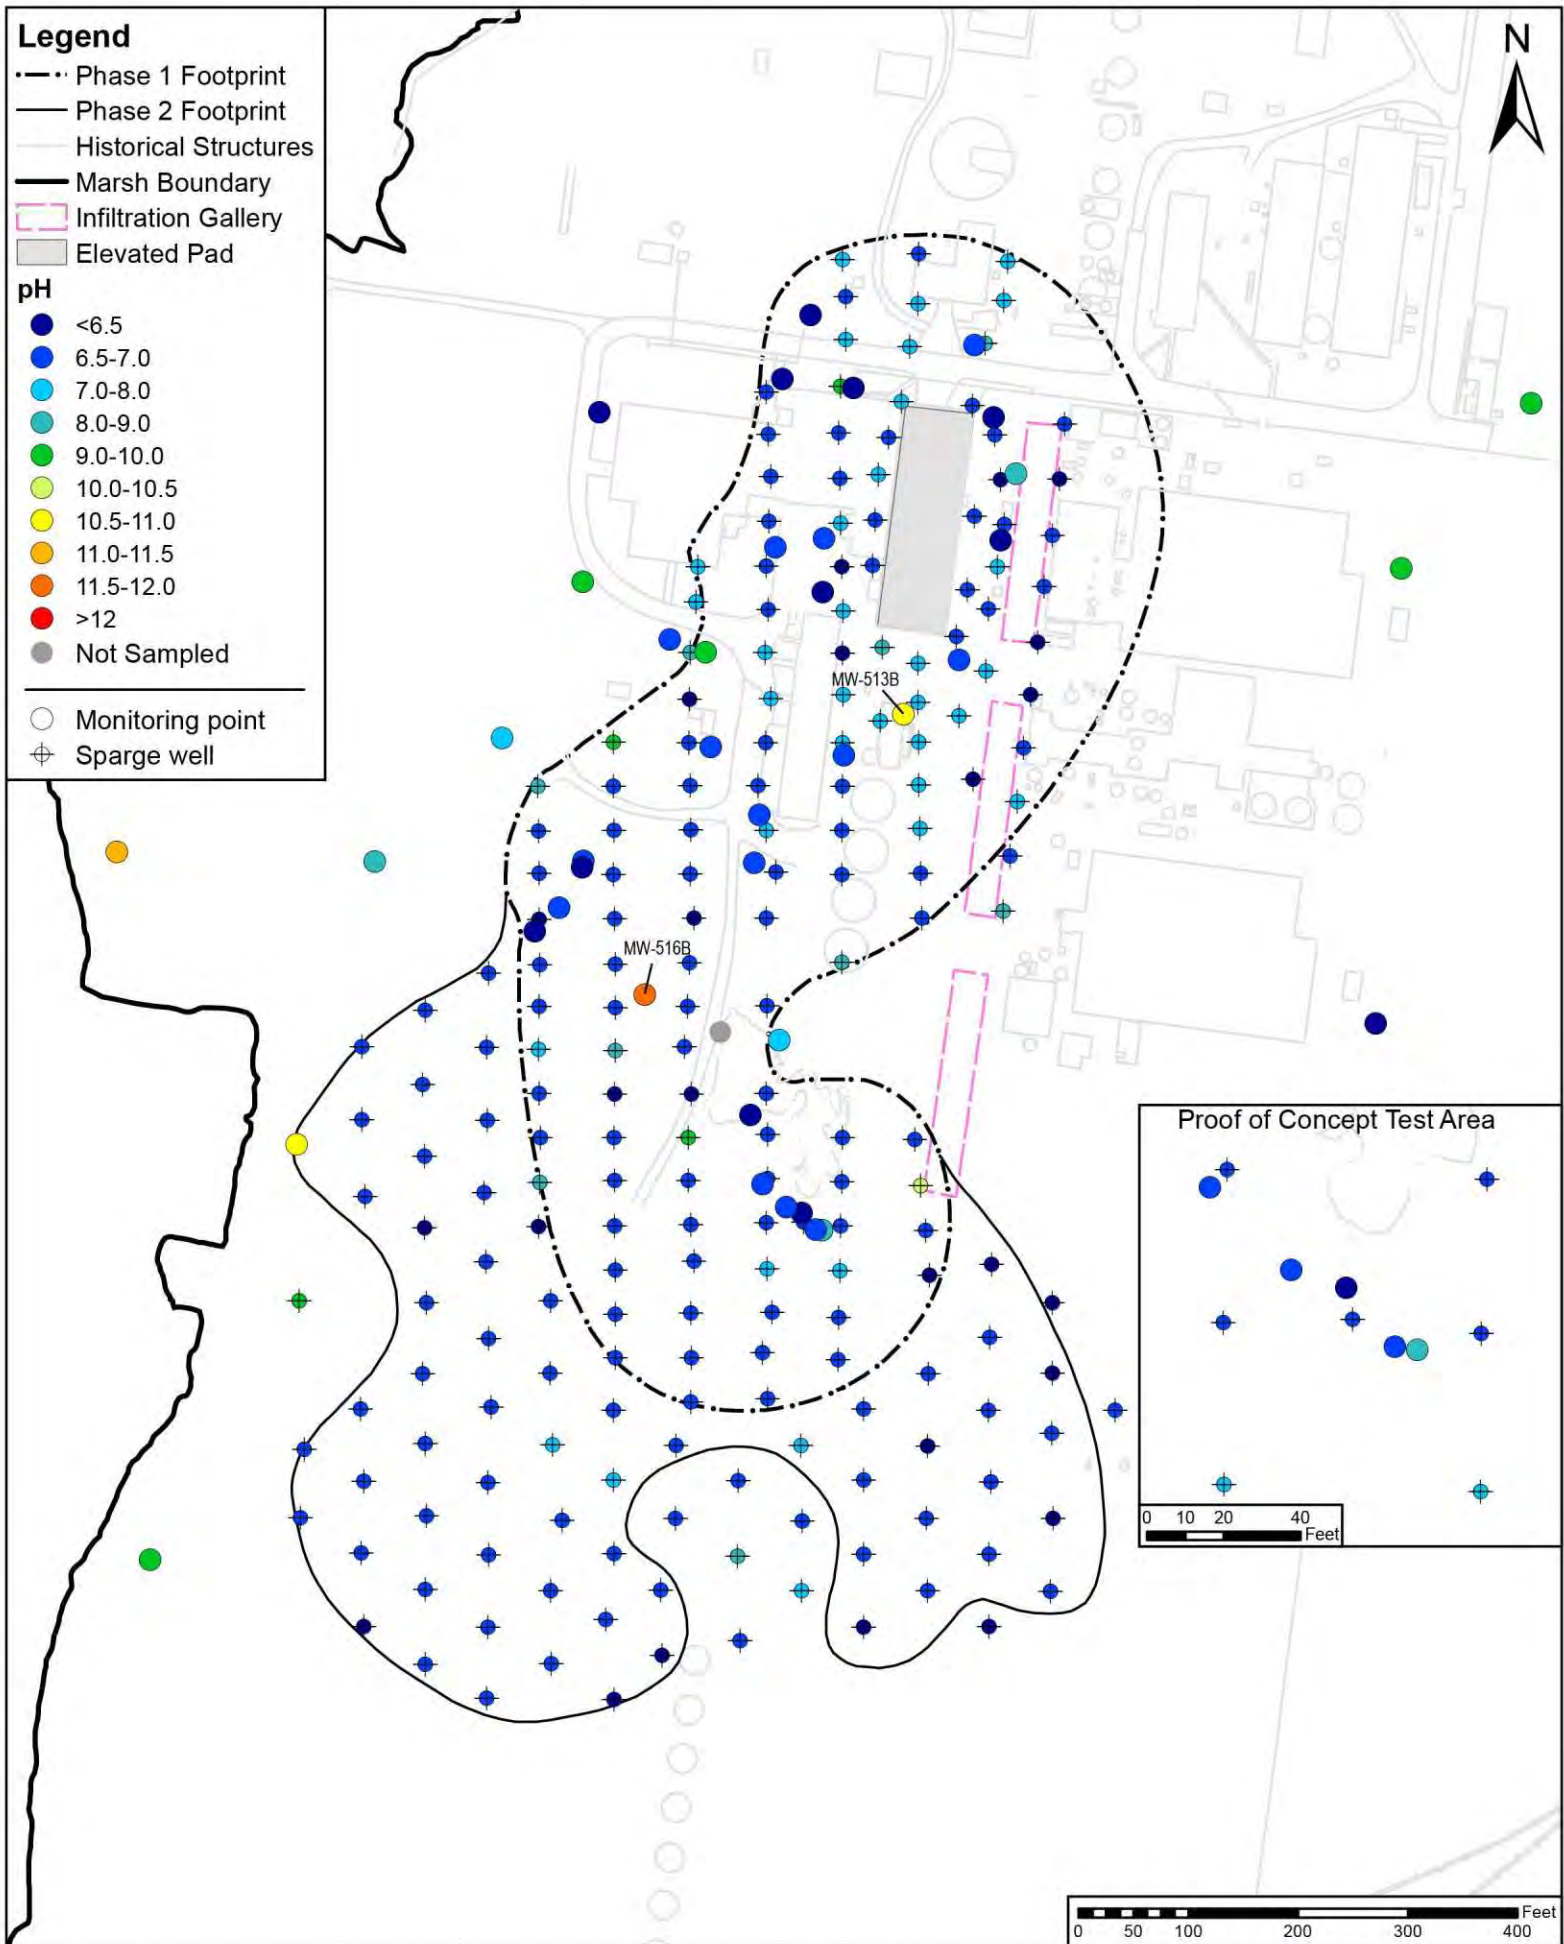 Legend
Phase 1 Footprint
Phase 2 Footprint
Historical Structures
Marsh Boundary
Infiltration Gallery
Elevated Pad
pH
<6.5
6.5-7.0
7.0-8.0
8.0-9.0
9.0-10.0
10.0-10.5
10.5-11.0
11.0-11.5
11.5-12.0
>12
Not Sampled
Monitoring point
Sparge well
N
MW-513B
MW-516B
Proof of Concept Test Area
0 10 20 40
Feet
Feet
0 50 100 200 300 400